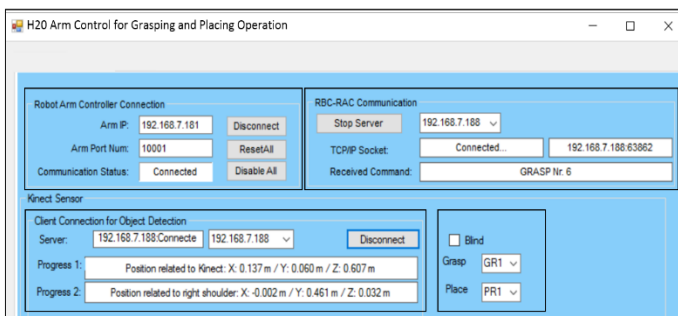 H20 Arm Control for Grasping and Placing Operation
Robot Arm Controller Connection
Arm IP: 192.168.7.181 Disconnect
Arm Port Num: 10001 ResetAll
Communication Status: Connected Disable All
RBC-RAC Communication
Stop Server 192.168.7.188
TCP/IP Socket: Connected... 192.168.7.188:63862
Received Command: GRASP Nr. 6
Kinect Sensor
Client Connection for Object Detection
Server: 192.168.7.188:Connecte 192.168.7.188 Disconnect
Progress 1: Position related to Kinect: X: 0.137 m / Y: 0.060 m / Z: 0.607 m
Progress 2: Position related to right shoulder: X: -0.002 m / Y: 0.461 m / Z: 0.032 m
Blind
Grasp GR1
Place PR1